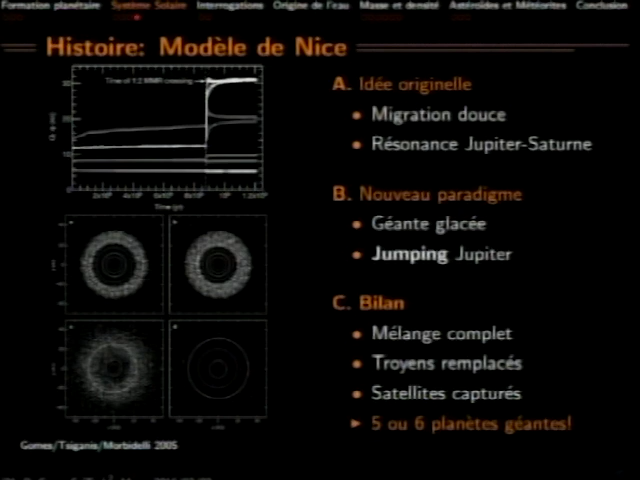 Formation planétaire Système Solaire Interrogations Origine de l'eau Masse et densité Astéroïdes et Météorites Conclusion
Histoire: Modèle de Nice
Time of 1:2 MMR crossing
Time (yr)
A. Idée originelle
Migration douce
Résonance Jupiter-Saturne
B. Nouveau paradigme
Géante glacée
Jumping Jupiter
C. Bilan
Mélange complet
Troyens remplacés
Satellites capturés
5 ou 6 planètes géantes!
Gomes/Tsiganis/Morbidelli 2005